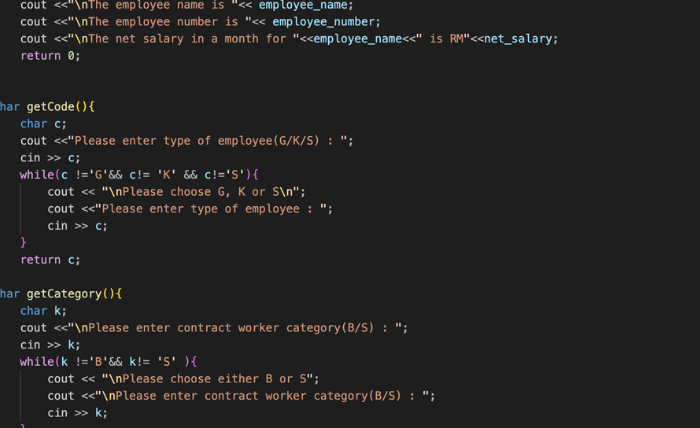 cout <<"\nThe employee name is "<< employee_name;
cout <<"\nThe employee number is "<< employee_number;
cout <<"\nThe net salary in a month for "<<employee_name<<" is RM"<<net_salary;
return 0;
har getCode(){
char c;
cout <<"Please enter type of employee(G/K/S) : ";
cin >> c;
while(c !='G'&& c!= 'K' && c!='S'){
cout << "\nPlease choose G, K or S\n";
cout <<"Please enter type of employee : ";
cin >> c;
}
return c;
har getCategory(){
char k;
cout <<"\nPlease enter contract worker category(B/S) : ";
cin >> k;
while(k !='B'&& k!= 'S' ){
cout << "\nPlease choose either B or S";
cout <<"\nPlease enter contract worker category(B/S) : ";
cin >> k;